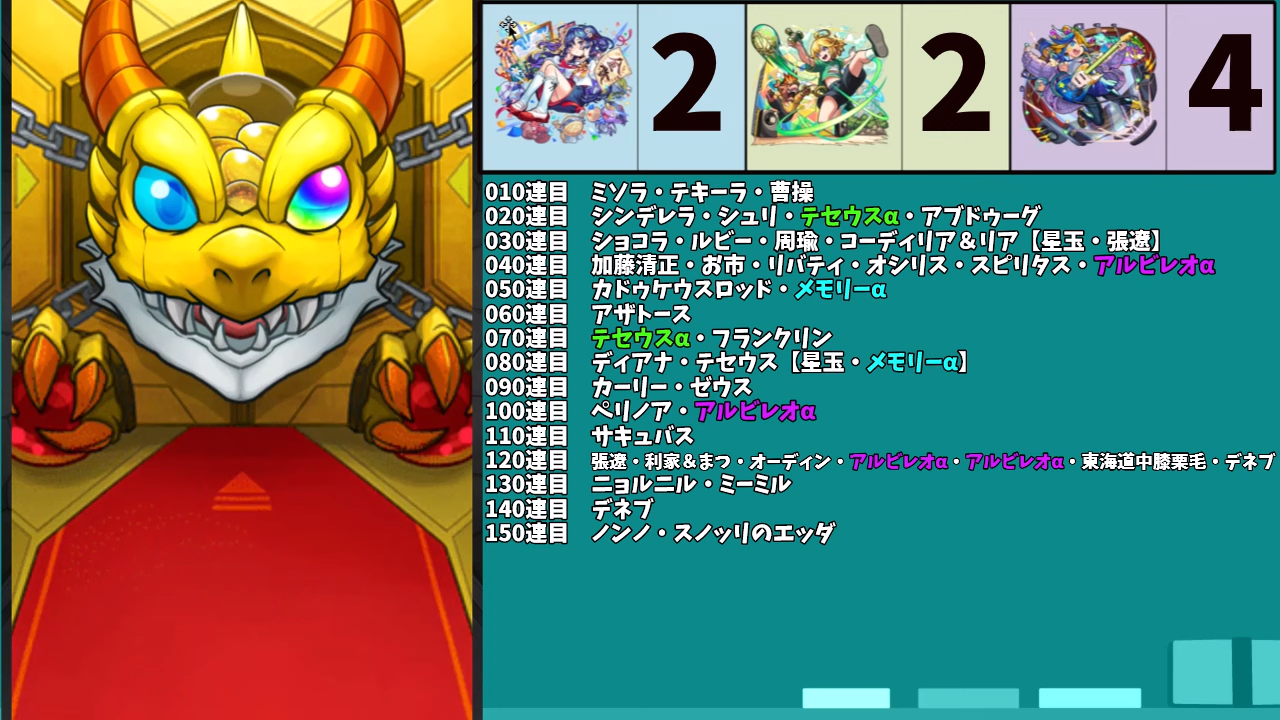 2 2 4
010連目 ミソラ・テキーラ・曹操
020連目 シンデレラ・シュリ・テセウスα・アブドゥーグ
030連目 ショコラ・ルビー・周瑜・コーディリア&リア【星玉・張遼】
040連目 加藤清正・お市・リバティ・オシリス・スピリタス・アルビレオα
050連目 カドゥケウスロッド・メモリーα
060連目 アザトース
070連目 テセウスα・フランクリン
080連目 ディアナ・テセウス【星玉・メモリーα】
090連目 カーリー・ゼウス
100連目 ペリノア・アルビレオα
110連目 サキュバス
120連目 張遼・利家&まつ・オーディン・アルビレオα・アルビレオα・東海道中膝栗毛・デネブ
130連目 ニョルニル・ミーミル
140連目 デネブ
150連目 ノンノ・スノッリのエッダ